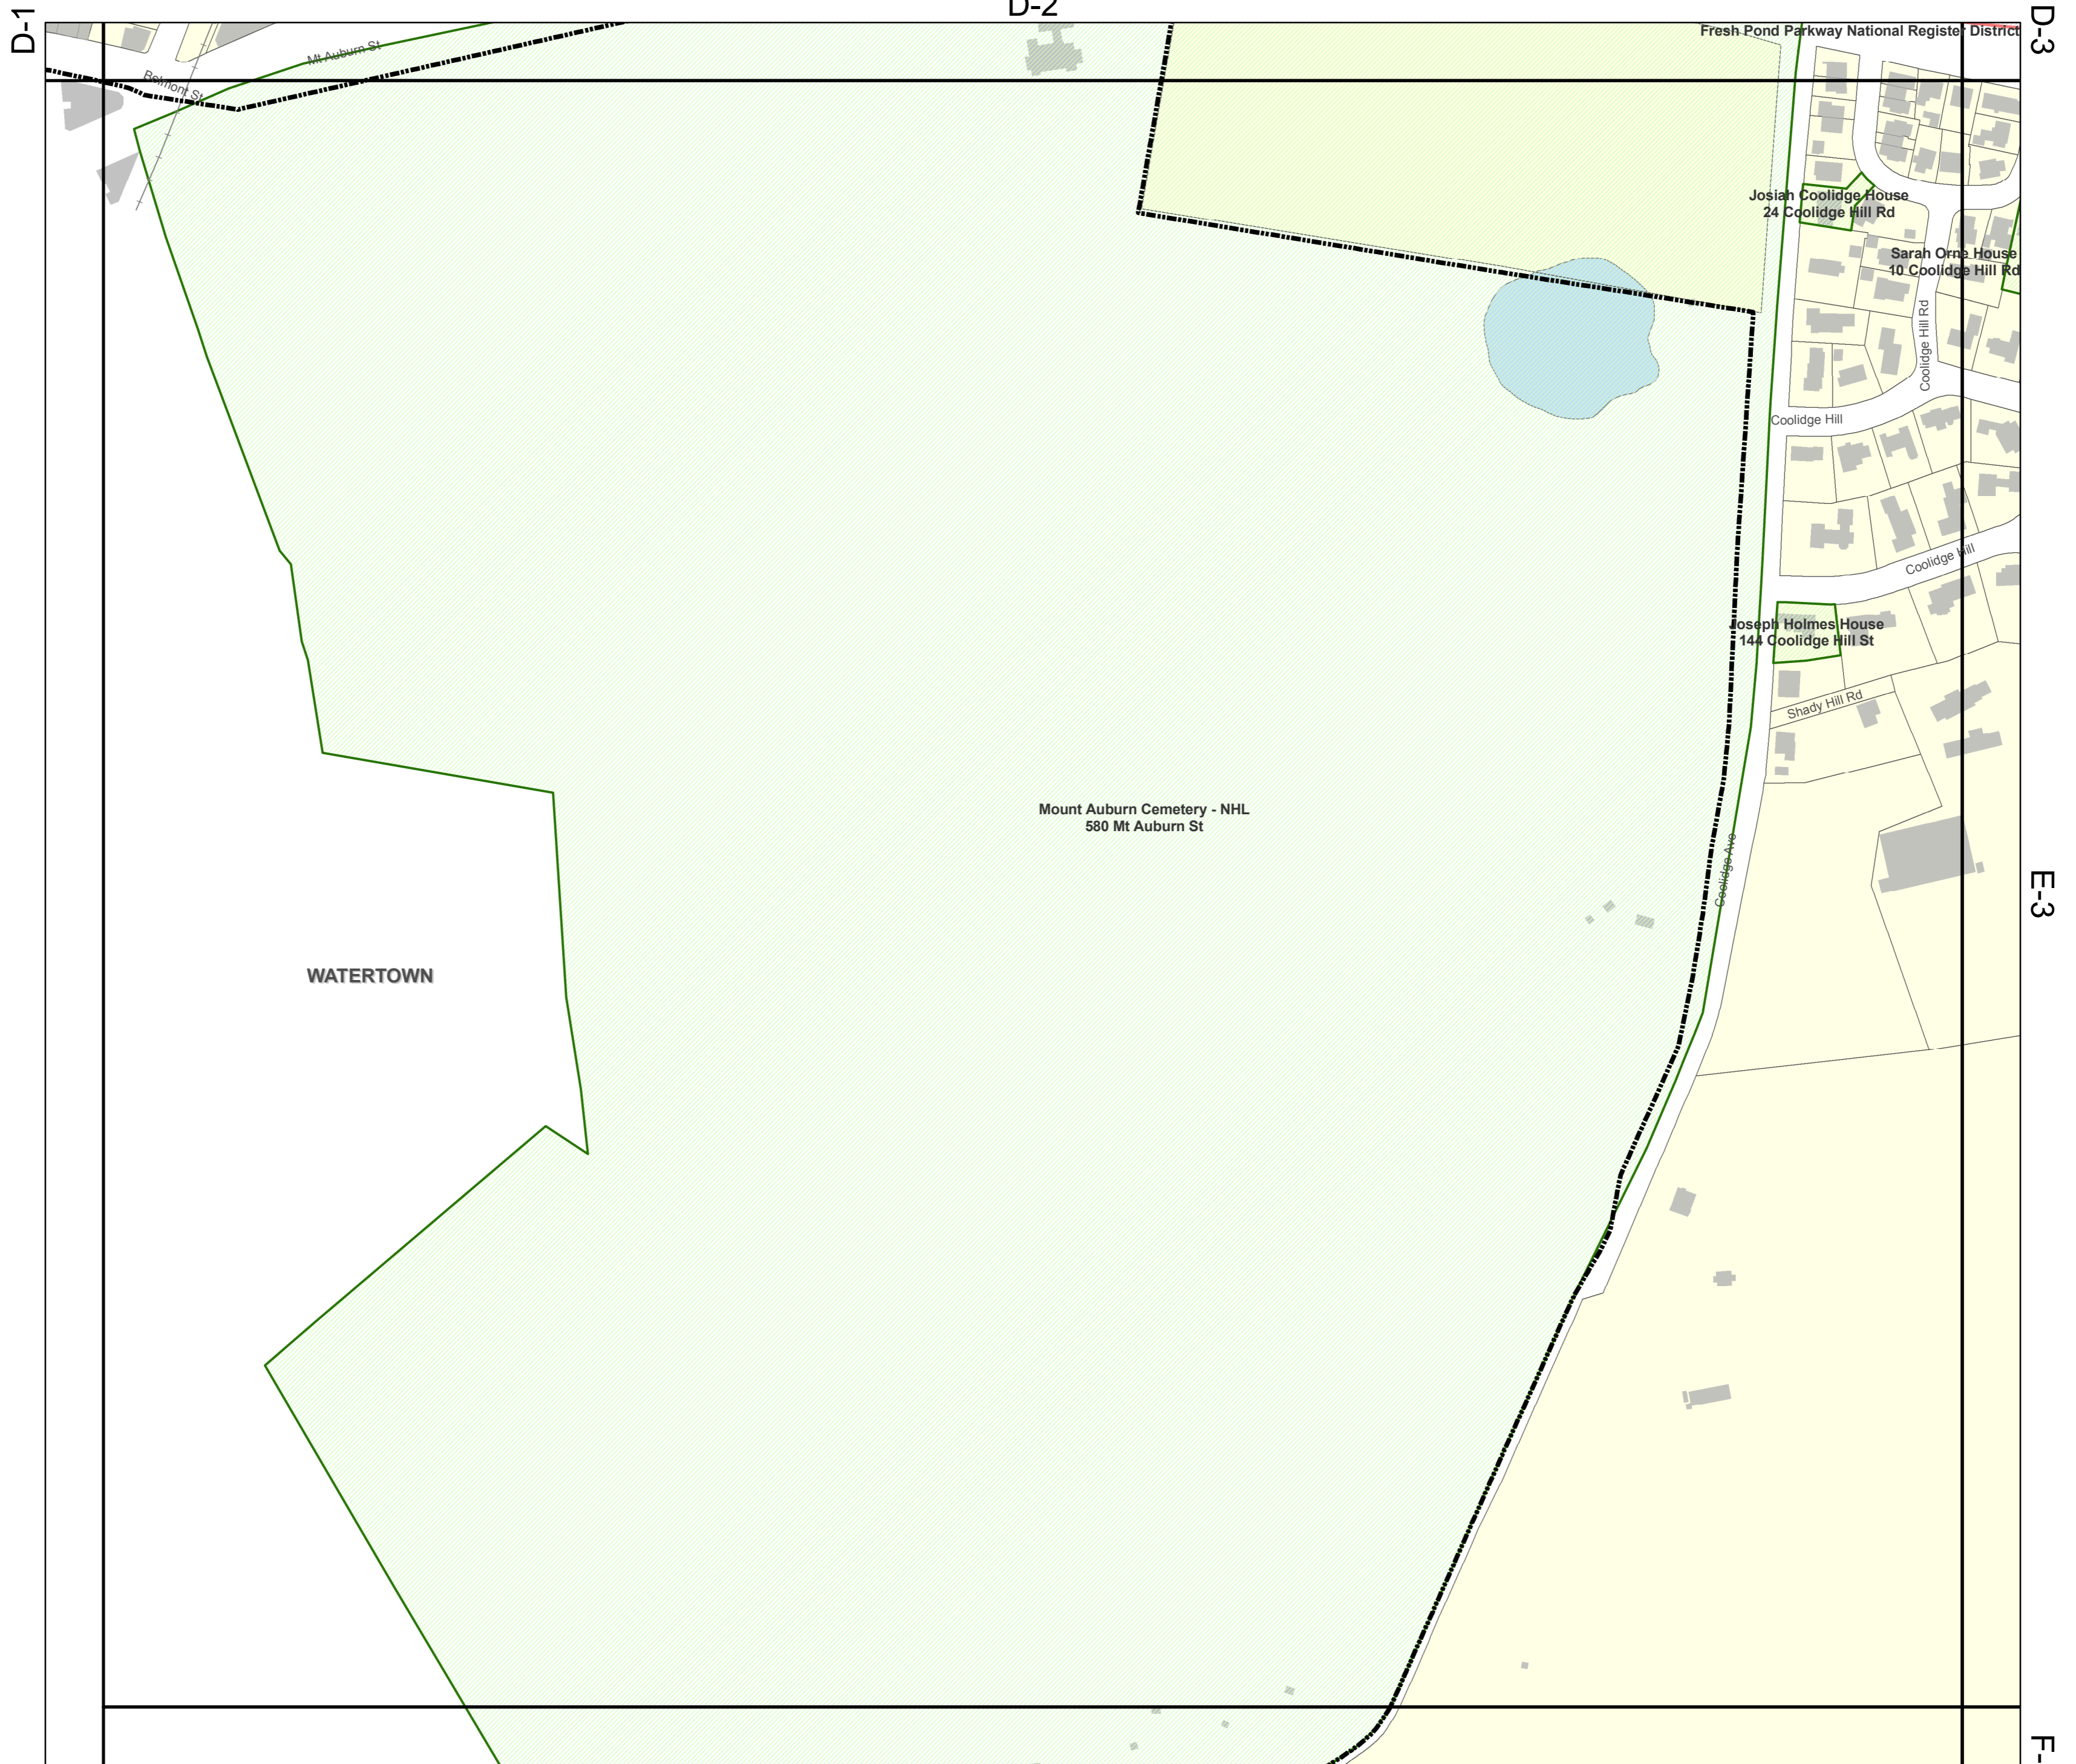 D-1
D-2
D-3
Fresh Pond Parkway National Register District
Mt Auburn St
Belmont St
Josiah Coolidge House
24 Coolidge Hill Rd
Sarah Orne House
10 Coolidge Hill Rd
Coolidge Hill Rd
Coolidge Hill
Coolidge Hill
Joseph Holmes House
144 Coolidge Hill St
Shady Hill Rd
Mount Auburn Cemetery - NHL
580 Mt Auburn St
Coolidge Ave
E-3
WATERTOWN
F-